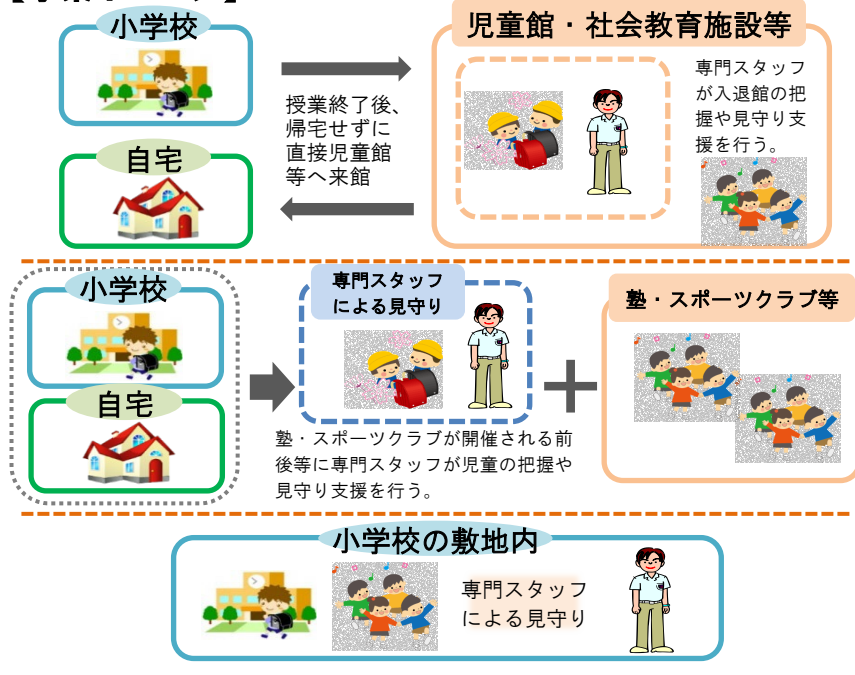 小学校
児童館・社会教育施設等
専門スタッフ
が入退館の把
握や見守り支
援を行う。
授業終了後、
帰宅せずに
直接児童館
等へ来館
自宅
小学校
自宅
専門スタッフ
による見守り
塾・スポーツクラブ等
塾・スポーツクラブが開催される前
後等に専門スタッフが児童の把握や
見守り支援を行う。
小学校の敷地内
専門スタッフ
による見守り